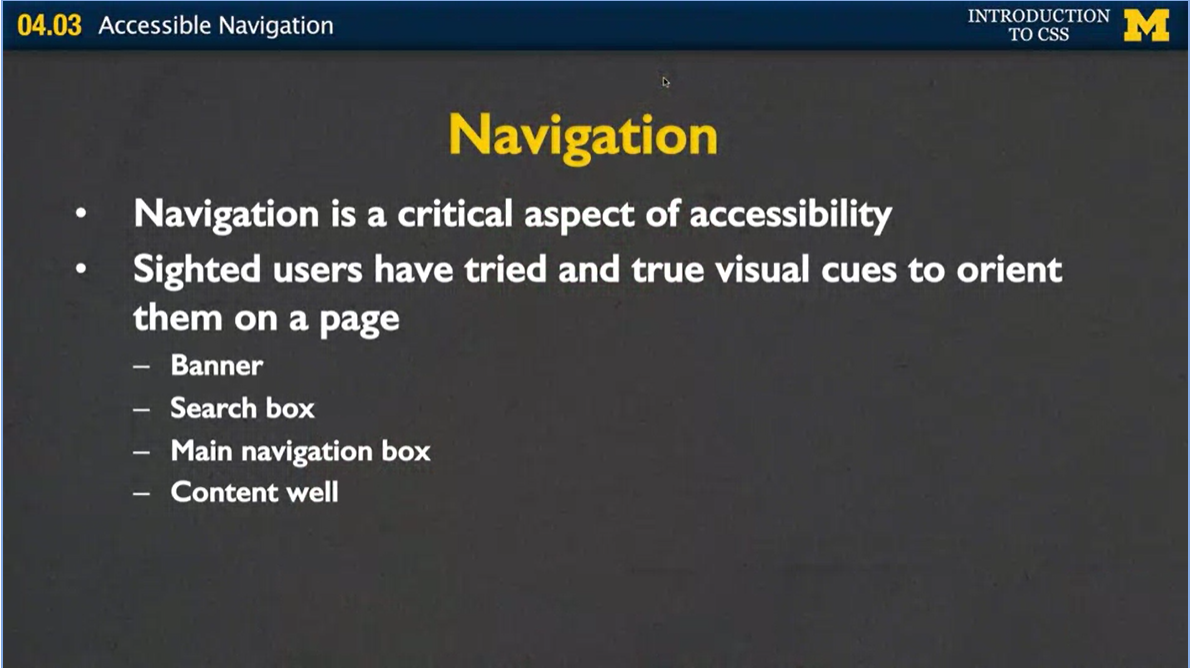 04.03 Accessible Navigation
INTRODUCTION
TO CSS
M
Navigation
• Navigation is a critical aspect of accessibility
• Sighted users have tried and true visual cues to orient
them on a page
– Banner
– Search box
– Main navigation box
– Content well